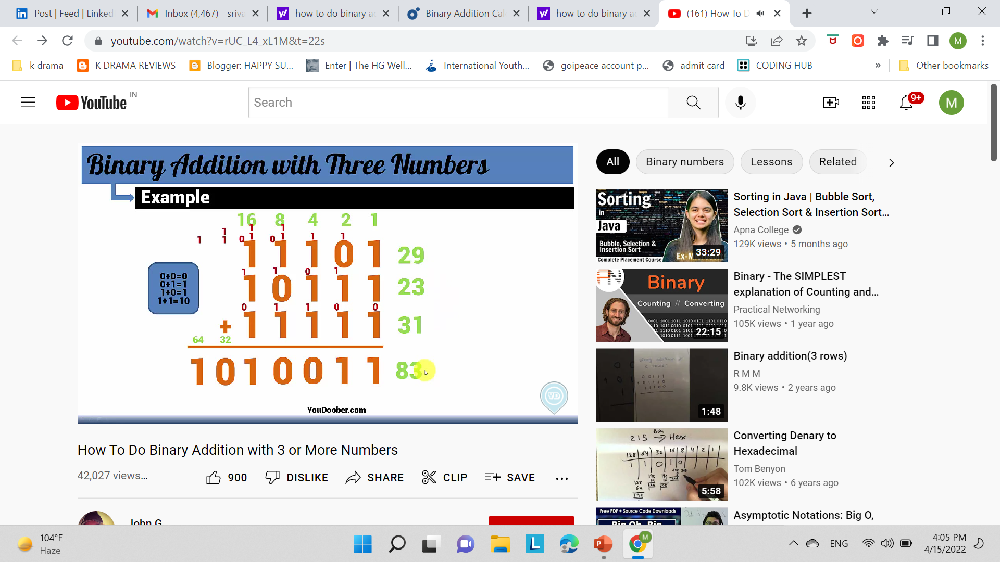 Post | Feed | LinkedI
Inbox (4,467) - sriva
how to do binary ad
Binary Addition Calc
how to do binary ad
(161) How To D
youtube.com/watch?v=rUC_L4_xL1M&t=22s
M
k drama
K DRAMA REVIEWS
Blogger: HAPPY SU...
Enter | The HG Well...
International Youth...
goipeace account p...
admit card
CODING HUB
»
Other bookmarks
YouTube IN
Search
9+
M
Binary Addition with Three Numbers
Example
16 8 4 2 1
1
1 1 0 1 0 1 1 1
1 1 1 0 1 29
0+0=0
0+1=1
1+0=1
1+1=10
1 1 0 1
1 0 1 1 1 23
0 1 1 0 0
+ 1 1 1 1 1 31
64 32
1 0 1 0 0 1 1 83
YD
YouDoober.com
How To Do Binary Addition with 3 or More Numbers
42,027 views...
900
DISLIKE
SHARE
CLIP
SAVE
...
John G
All
Binary numbers
Lessons
Related
Sorting
in
Java
Bubble, Selection &
Insertion Sort
Complete Placement Course
33:29
Sorting in Java | Bubble Sort,
Selection Sort & Insertion Sort...
Apna College
129K views • 5 months ago
Binary
Counting // Converting
22:15
Binary - The SIMPLEST
explanation of Counting and...
Practical Networking
105K views • 1 year ago
1:48
Binary addition(3 rows)
R M M
9.8K views • 2 years ago
215 → Hex
Bin
128 64 32 16 8 4 2 1
1 1 0 1 0
5:58
Converting Denary to
Hexadecimal
Tom Benyon
102K views • 6 years ago
Free PDF + Source Code Downloads
Asymptotic Notations: Big O,
104°F
Haze
L
P
M
ENG
4:05 PM
4/15/2022